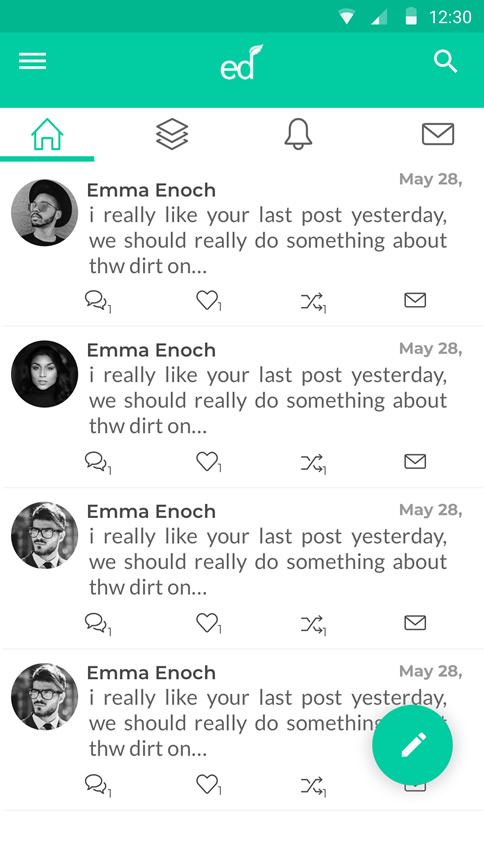 12:30
ed
May 28,
Emma Enoch
i really like your last post yesterday,
we should really do something about
thw dirt on...
1 1 1
May 28,
Emma Enoch
i really like your last post yesterday,
we should really do something about
thw dirt on...
1 1 1
May 28,
Emma Enoch
i really like your last post yesterday,
we should really do something about
thw dirt on...
1 1 1
May 28,
Emma Enoch
i really like your last post yesterday,
we should really do something
thw dirt on...
1 1 1